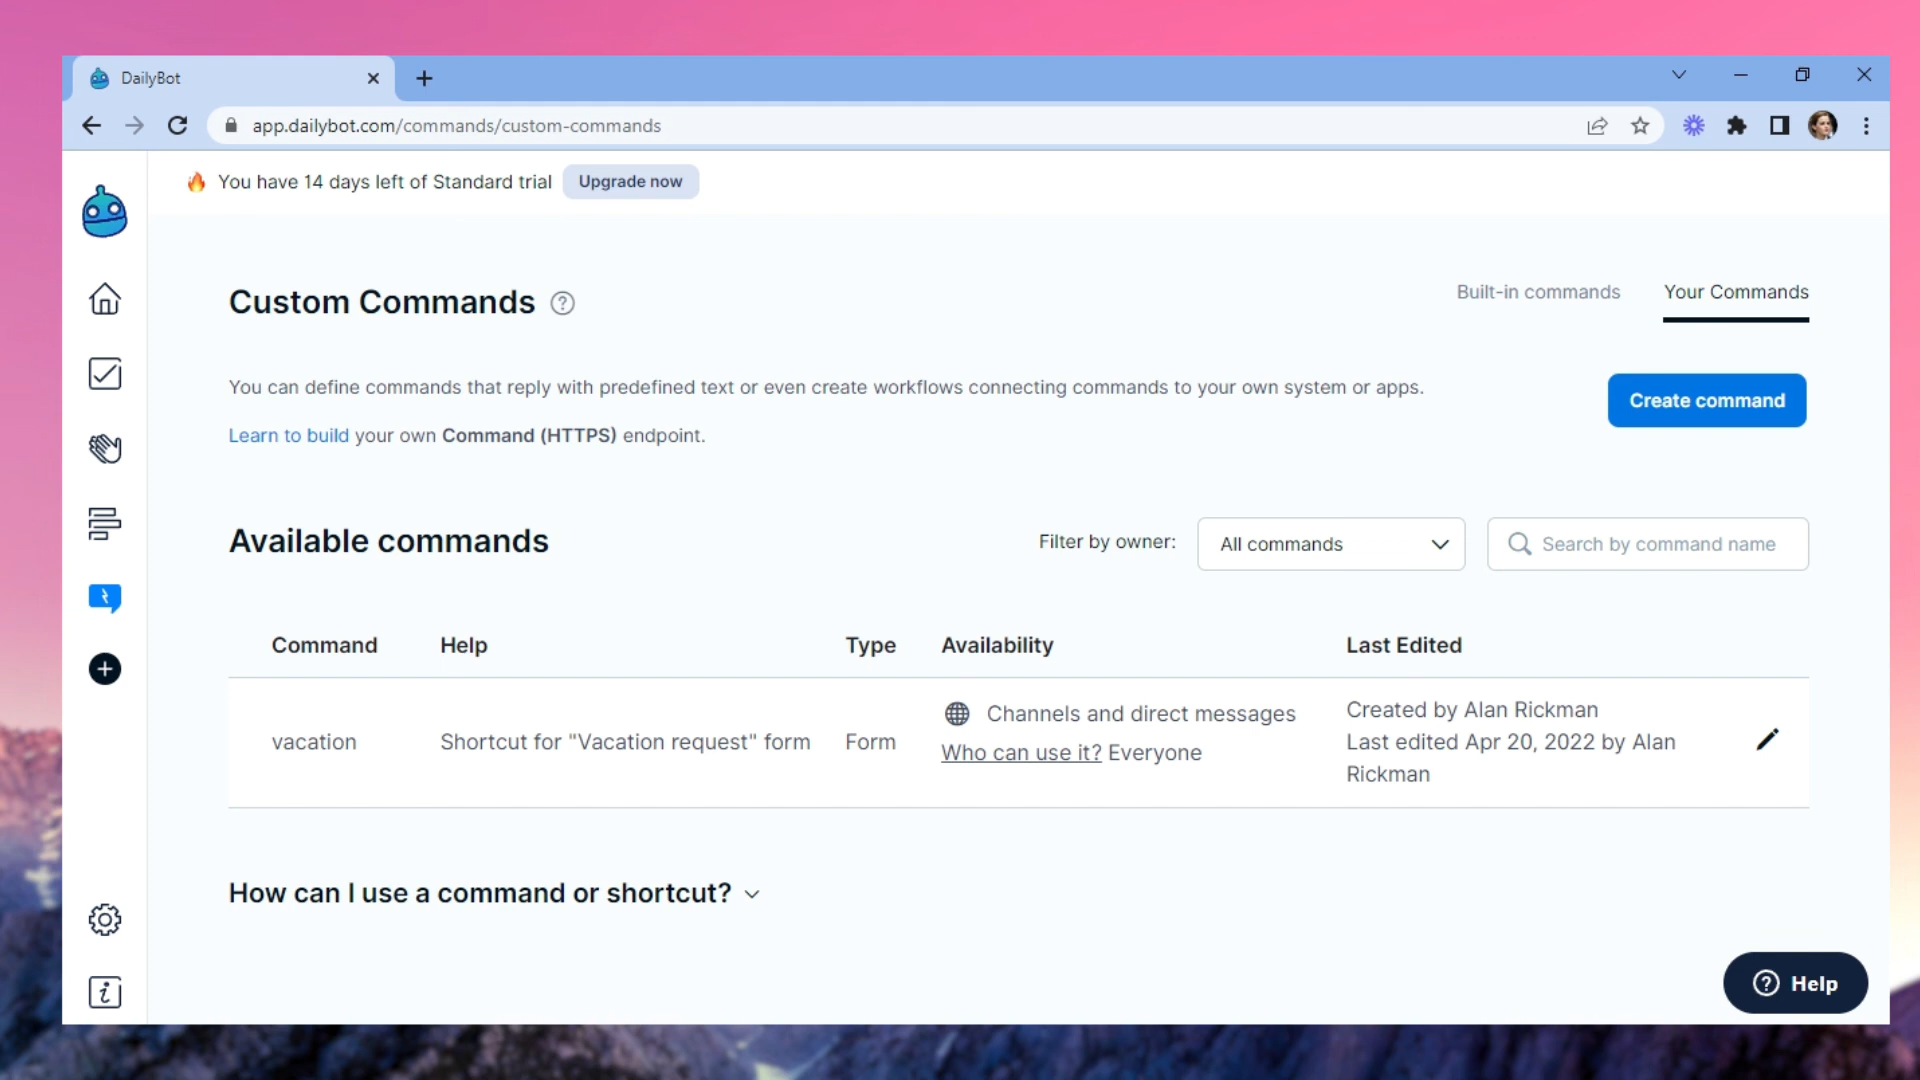 DailyBot
app.dailybot.com/commands/custom-commands
You have 14 days left of Standard trial
Upgrade now
Custom Commands
Built-in commands
Your Commands
You can define commands that reply with predefined text or even create workflows connecting commands to your own system or apps.
Create command
Learn to build your own Command (HTTPS) endpoint.
Available commands
Filter by owner:
All commands
Search by command name
Command Help Type Availability Last Edited
vacation
Shortcut for "Vacation request" form
Form
Channels and direct messages
Who can use it? Everyone
Created by Alan Rickman
Last edited Apr 20, 2022 by Alan
Rickman
How can I use a command or shortcut?
Help